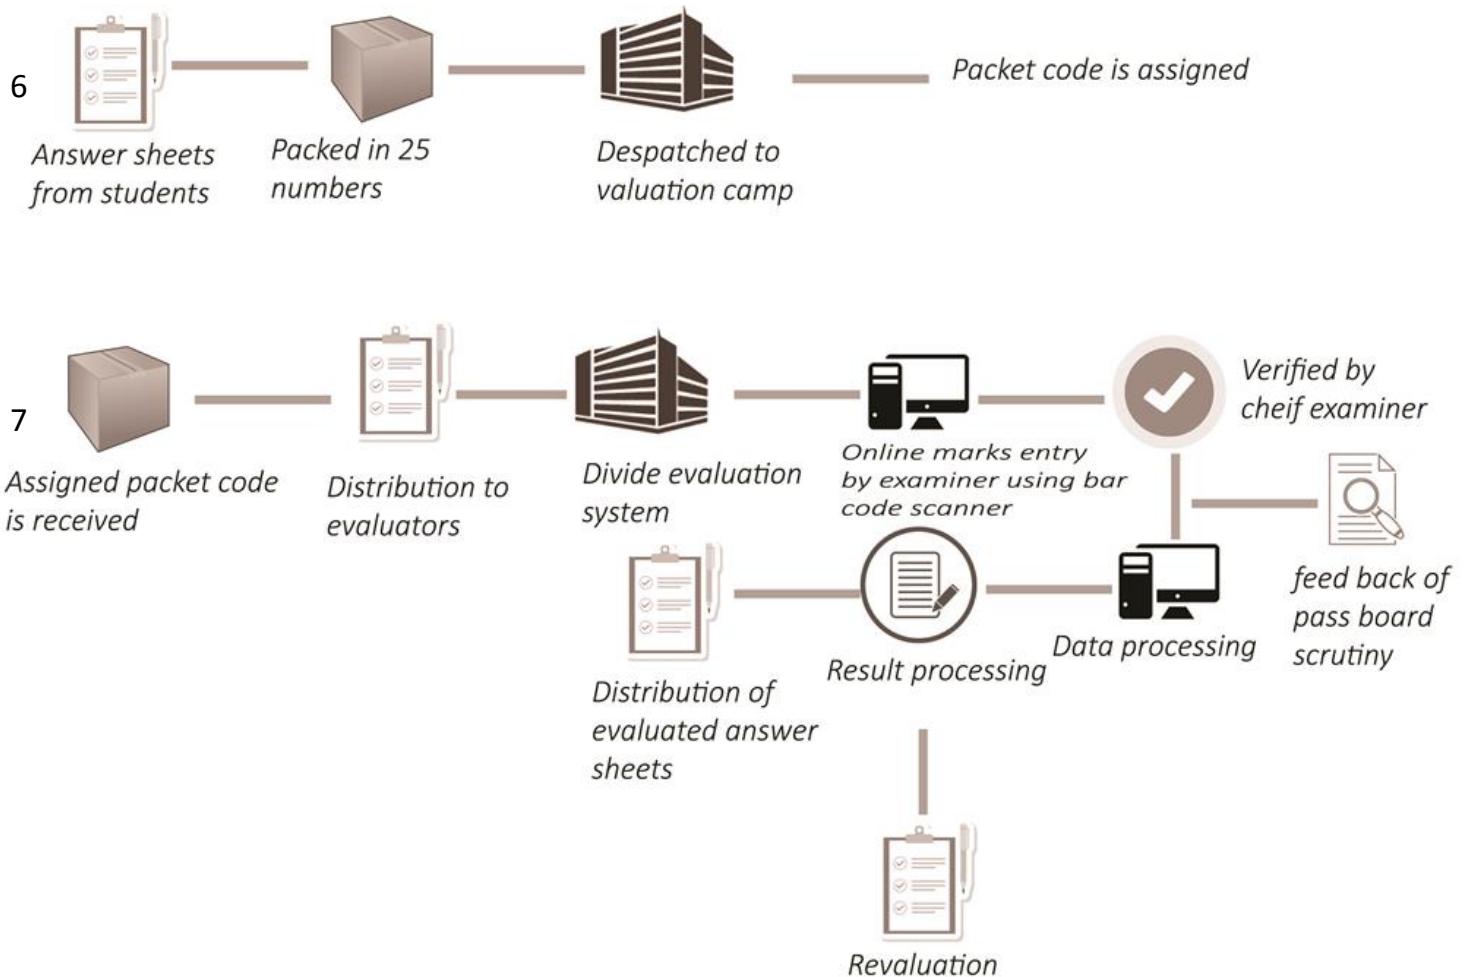 6
Answer sheets
from students
Packed in 25
numbers
Despatched to
valuation camp
Packet code is assigned
7
Assigned packet code
is received
Distribution to
evaluators
Divide evaluation
system
Online marks entry
by examiner using bar
code scanner
Verified by
cheif examiner
feed back of
pass board
scrutiny
Data processing
Result processing
Distribution of
evaluated answer
sheets
Revaluation